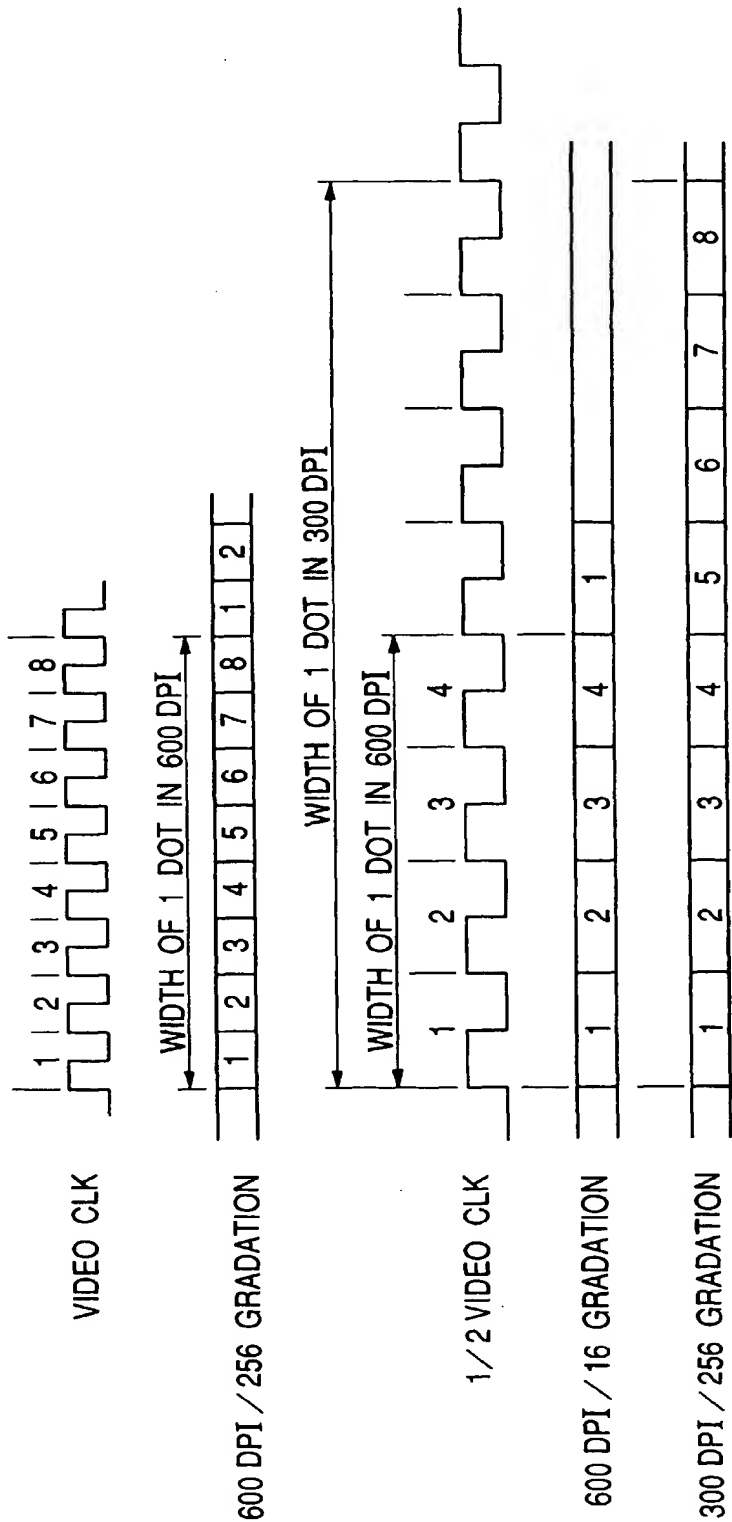 VIDEO CLK
1 2 3 4 5 6 7 8
WIDTH OF 1 DOT IN 600 DPI
600 DPI / 256 GRADATION
1 2 3 4 5 6 7 8 1 2
WIDTH OF 1 DOT IN 300 DPI
WIDTH OF 1 DOT IN 600 DPI
1 2 3 4
1/2 VIDEO CLK
600 DPI / 16 GRADATION
1 2 3 4 1
300 DPI / 256 GRADATION
1 2 3 4 5 6 7 8